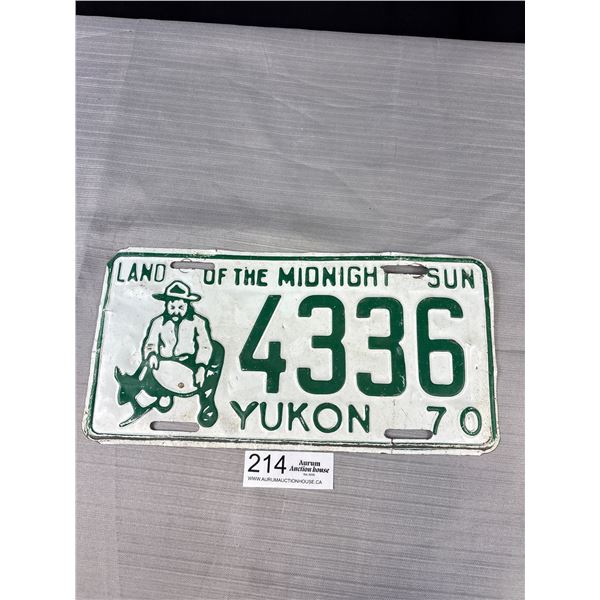 LAND OF THE MIDNIGHT SUN
4336
YUKON 70
214 Aurum
Auction house
WWW.AURUMAUCTIONHOUSE.CA